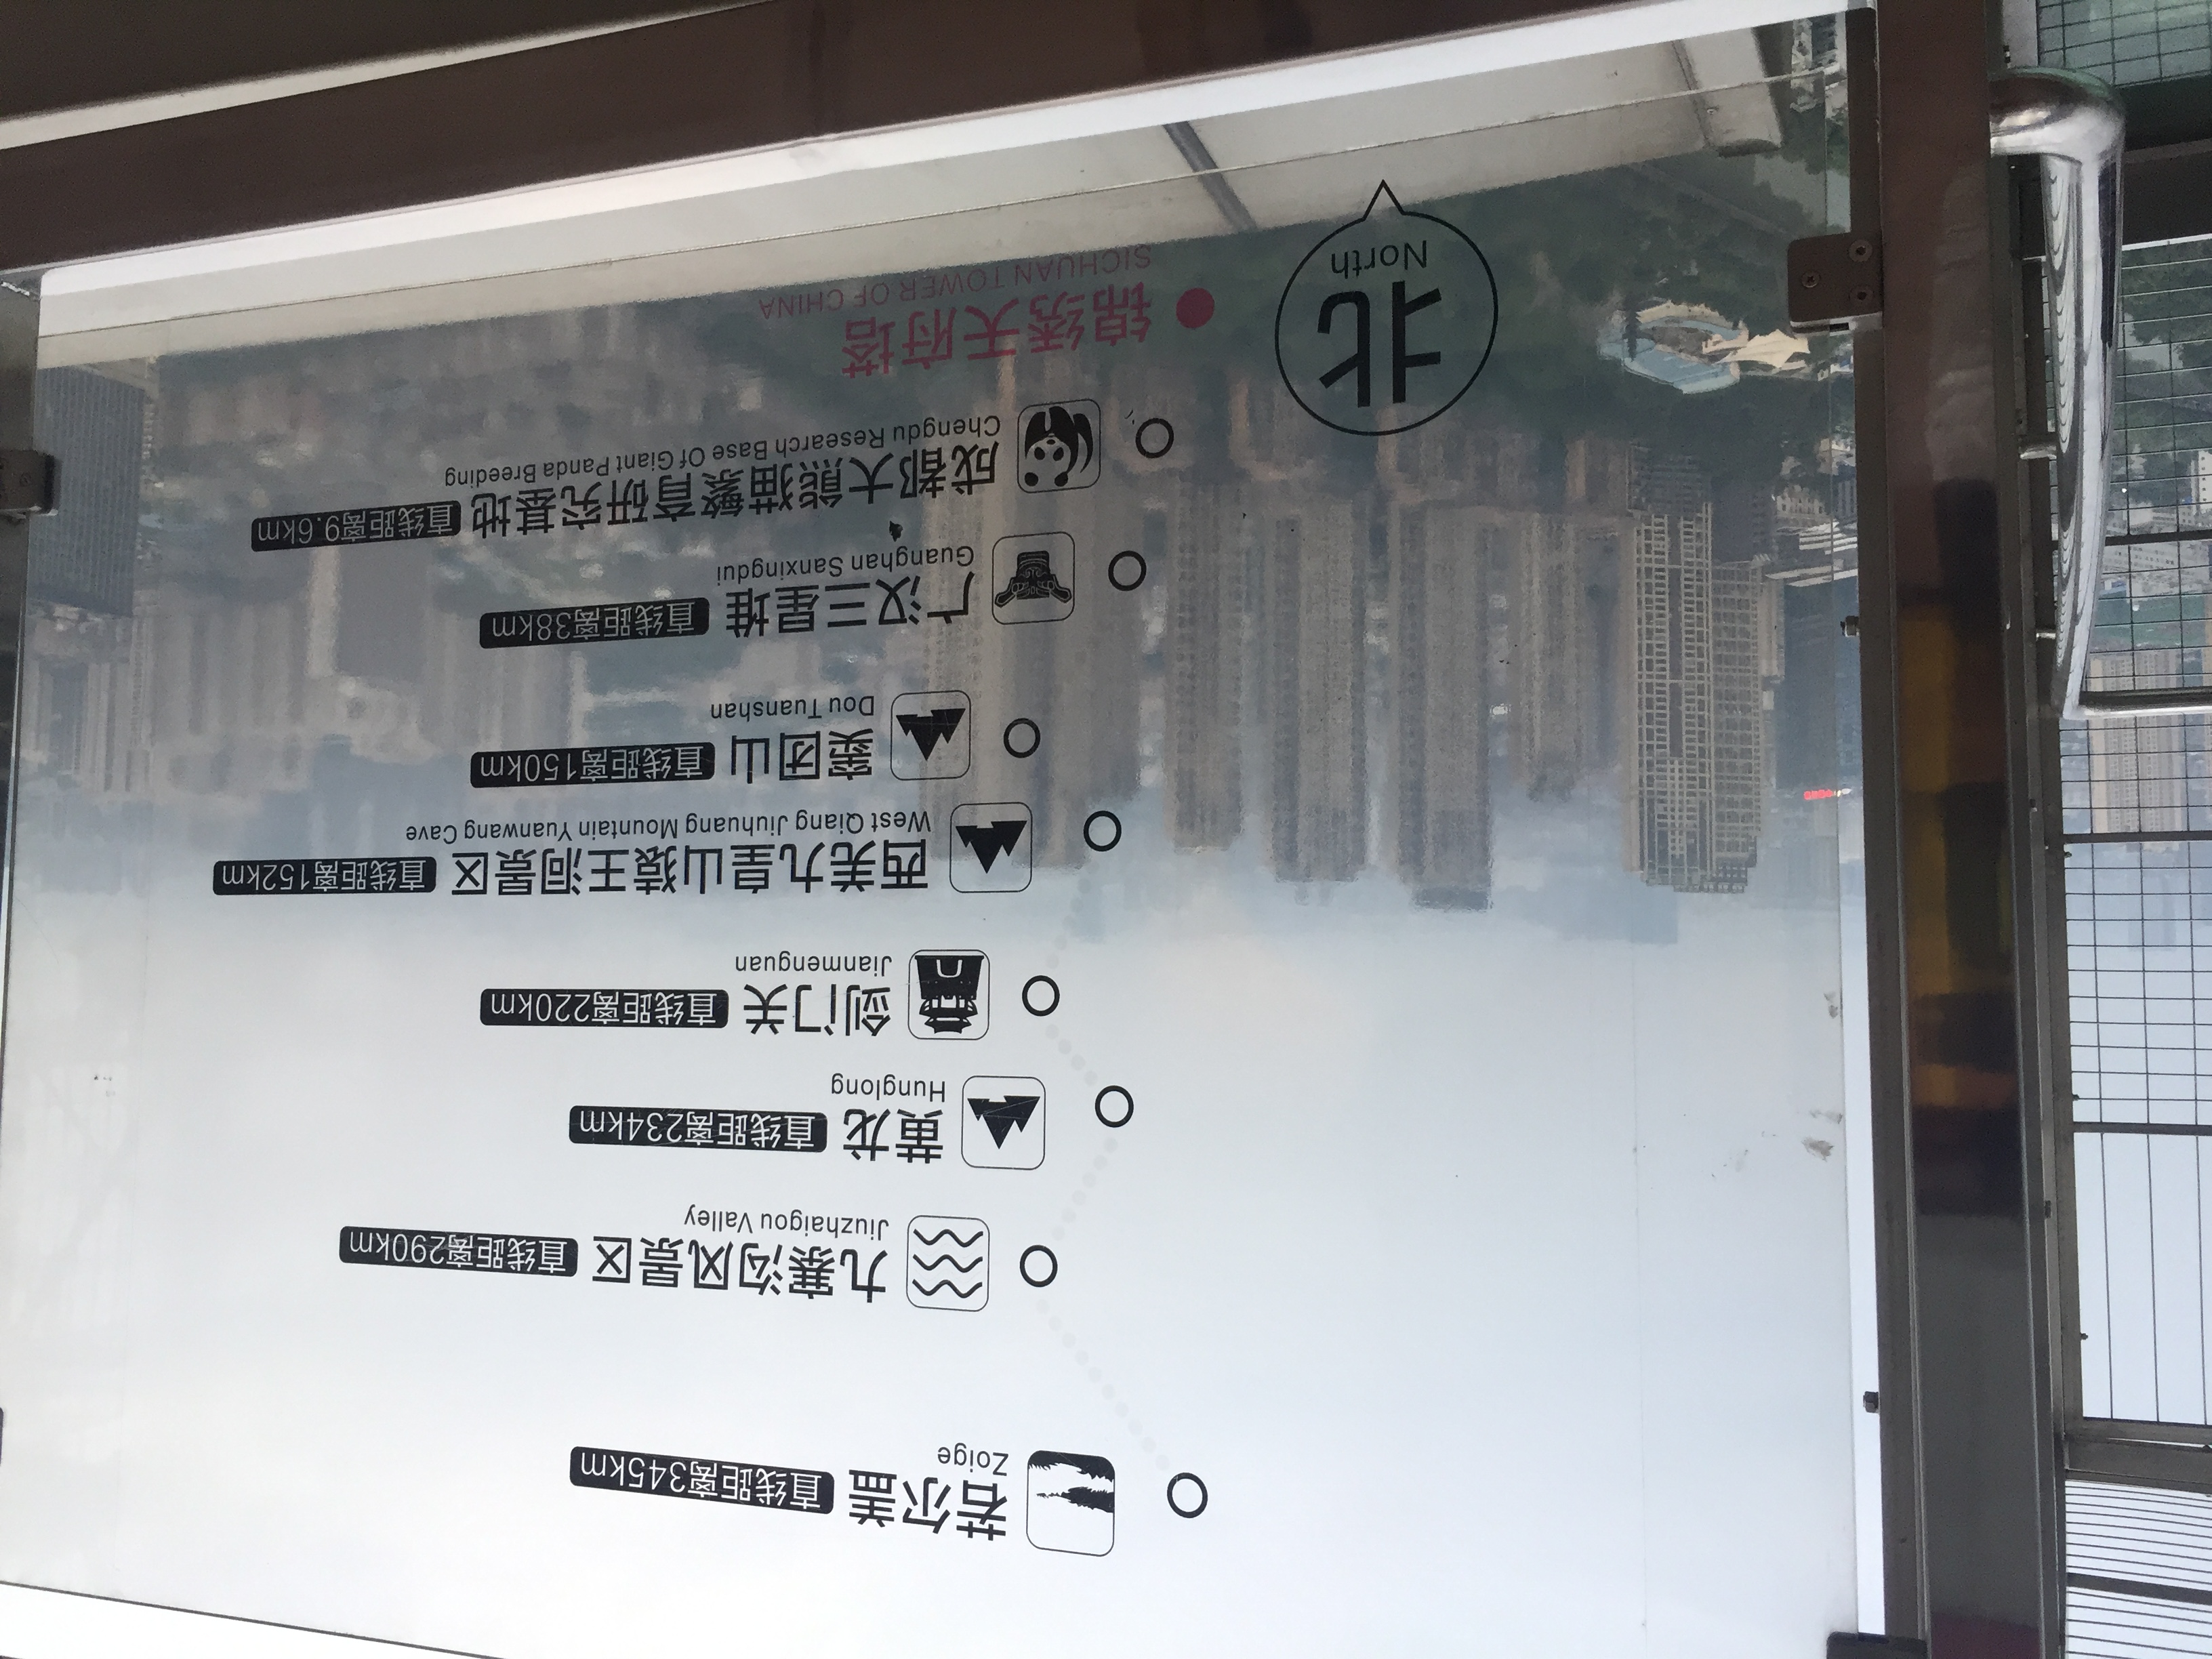 若尔盖 直线距离345km
Zoige
九寨沟风景区 直线距离290km
Jiuzhaigou Valley
黄龙 直线距离234km
Hunglong
剑门关 直线距离220km
Jianmenguan
西羌九皇山猿王洞景区 直线距离152km
West Qiang Jiuhuang Mountain Yuanwang Cave
窦团山 直线距离150km
Dou Tuanshan
广汉三星堆 直线距离38km
Guanghan Sanxingdui
成都大熊猫繁育研究基地 直线距离9.6km
Chengdu Research Base Of Giant Panda Breeding
北
North
锦绣天府塔
SICHUAN TOWER OF CHINA